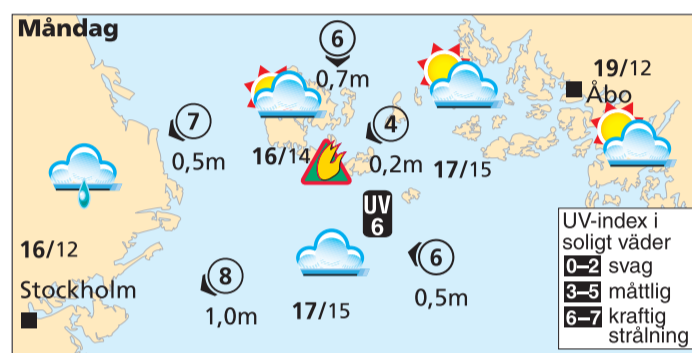 Måndag
6
0,7m
19/12
Åbo
7
0,5m
16/14
4
0,2m
17/15
UV
6
16/12
Stockholm
8
1,0m
17/15
6
0,5m
UV-index i
soligt väder
0–2 svag
3–5 måttlig
6–7 kraftig
strålning